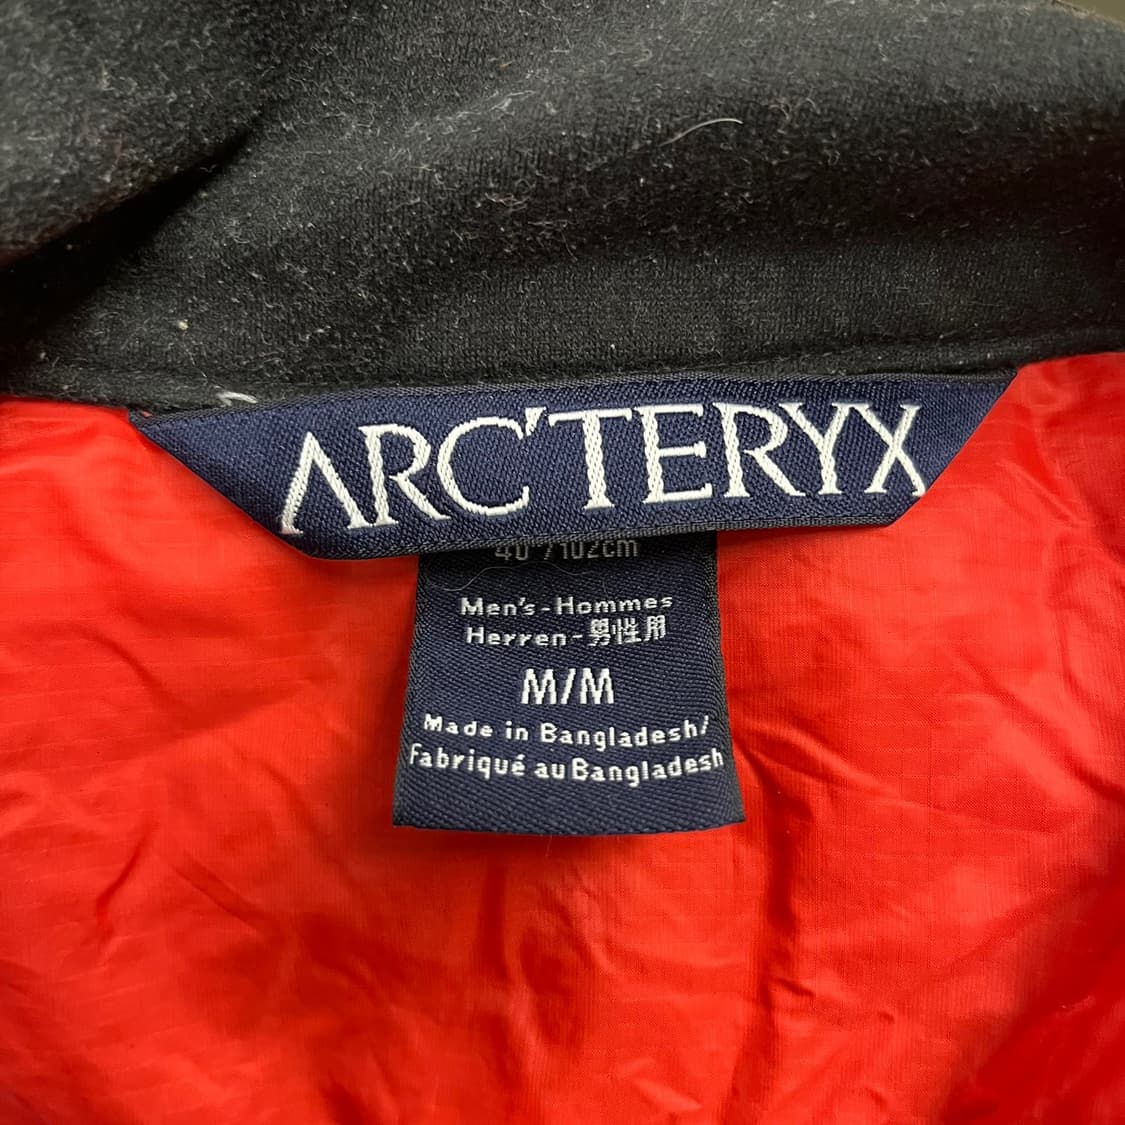 ARC'TERYX
40"/102cm
Men's-Hommes
Herren-男性用
M/M
Made in Bangladesh/
Fabriqué au Bangladesh